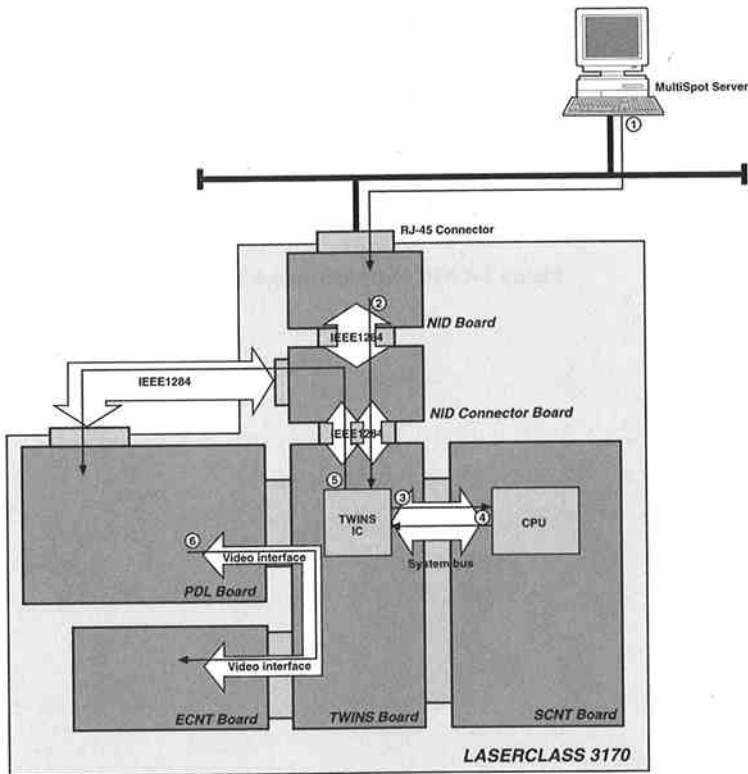 MultiSpot Server
①
RJ-45 Connector
②
NID Board
IEEE1284
IEEE1284
NID Connector Board
IEEE1284
⑤
③
④
TWINS
IC
CPU
System bus
⑥
Video interface
PDL Board
Video interface
ECNT Board
TWINS Board
SCNT Board
LASERCLASS 3170